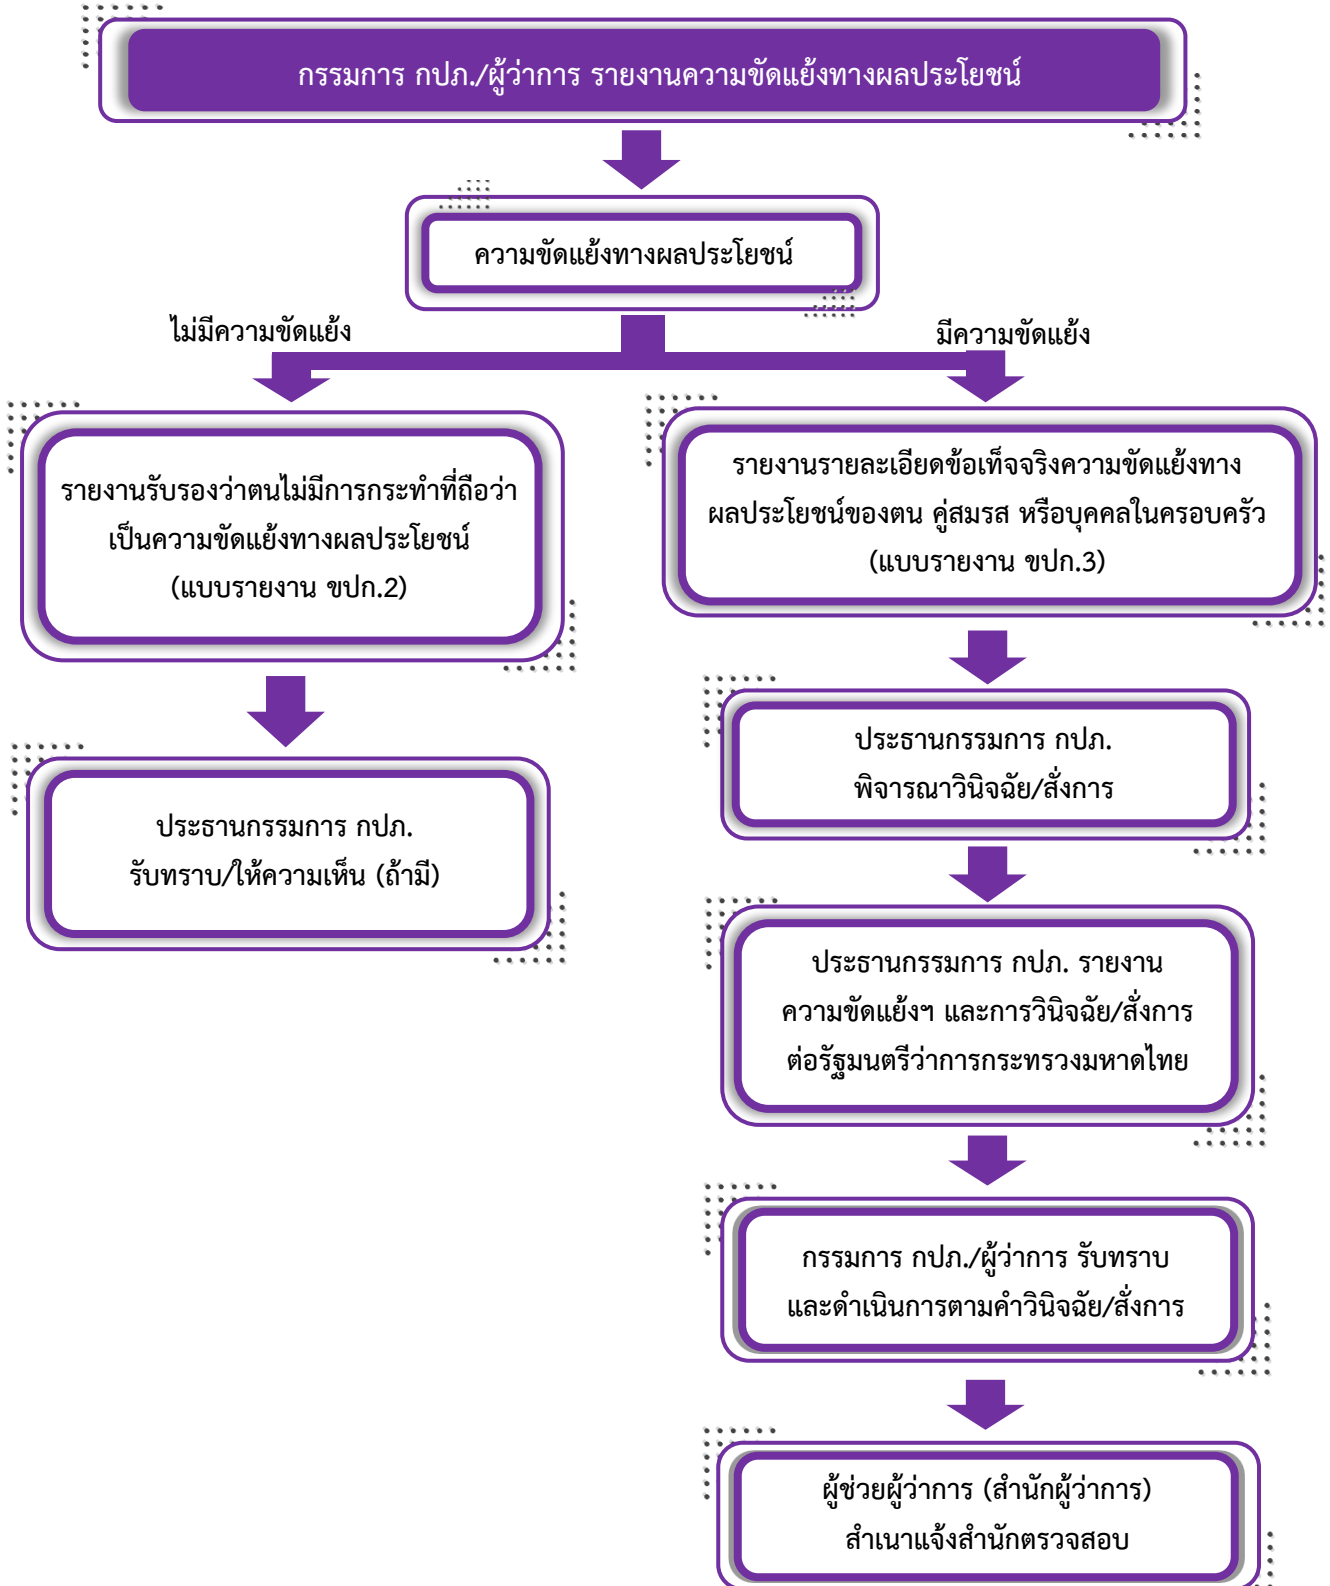 กรรมการ กปภ./ผู้ว่าการ รายงานความขัดแย้งทางผลประโยชน์
ความขัดแย้งทางผลประโยชน์
ไม่มีความขัดแย้ง
มีความขัดแย้ง
รายงานรับรองว่าตนไม่มีการกระทำที่ถือว่า
เป็นความขัดแย้งทางผลประโยชน์
(แบบรายงาน ขปก.2)
ประธานกรรมการ กปภ.
รับทราบ/ให้ความเห็น (ถ้ามี)
รายงานรายละเอียดข้อเท็จจริงความขัดแย้งทาง
ผลประโยชน์ของตน คู่สมรส หรือบุคคลในครอบครัว
(แบบรายงาน ขปก.3)
ประธานกรรมการ กปภ.
พิจารณาวินิจฉัย/สั่งการ
ประธานกรรมการ กปภ. รายงาน
ความขัดแย้งฯ และการวินิจฉัย/สั่งการ
ต่อรัฐมนตรีว่าการกระทรวงมหาดไทย
กรรมการ กปภ./ผู้ว่าการ รับทราบ
และดำเนินการตามคำวินิจฉัย/สั่งการ
ผู้ช่วยผู้ว่าการ (สำนักผู้ว่าการ)
สำเนาแจ้งสำนักตรวจสอบ